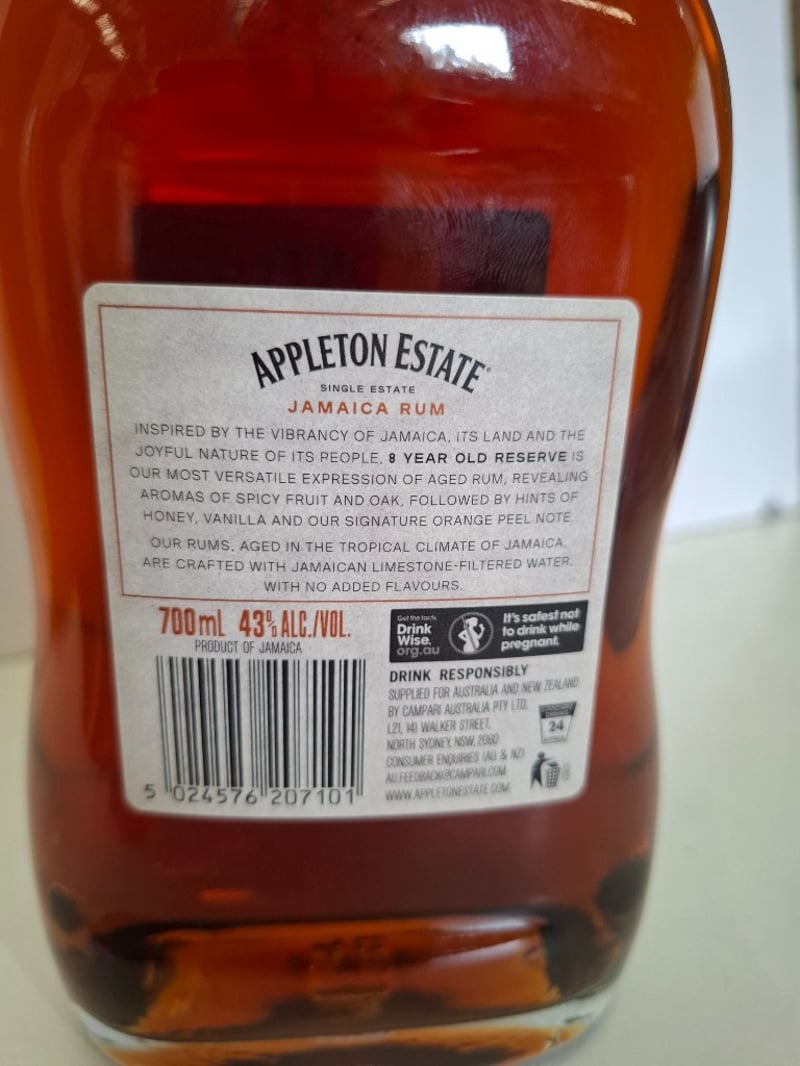 APPLETON ESTATE®
SINGLE ESTATE
JAMAICA RUM
INSPIRED BY THE VIBRANCY OF JAMAICA, ITS LAND AND THE
JOYFUL NATURE OF ITS PEOPLE, 8 YEAR OLD RESERVE IS
OUR MOST VERSATILE EXPRESSION OF AGED RUM, REVEALING
AROMAS OF SPICY FRUIT AND OAK, FOLLOWED BY HINTS OF
HONEY, VANILLA AND OUR SIGNATURE ORANGE PEEL NOTE.
OUR RUMS, AGED IN THE TROPICAL CLIMATE OF JAMAICA,
ARE CRAFTED WITH JAMAICAN LIMESTONE-FILTERED WATER,
WITH NO ADDED FLAVOURS.
700mL 43% ALC./VOL.
PRODUCT OF JAMAICA
5 024576 207101
Get the facts
Drink
Wise.
org.au
It's safest not
to drink while
pregnant.
DRINK RESPONSIBLY
SUPPLIED FOR AUSTRALIA AND NEW ZEALAND
BY CAMPARI AUSTRALIA PTY LTD,
L21, 141 WALKER STREET,
NORTH SYDNEY, NSW, 2060
CONSUMER ENQUIRIES (AU & NZ)
AU.FEEDBACK@CAMPARI.COM
WWW.APPLETONESTATE.COM
24